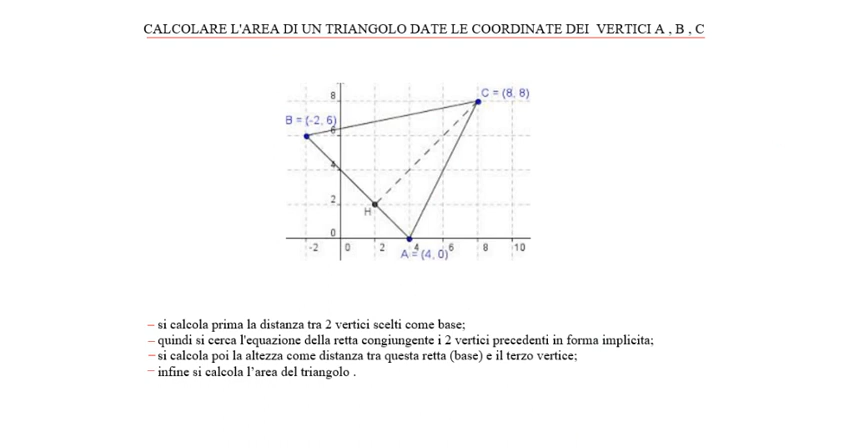 CALCOLARE L'AREA DI UN TRIANGOLO DATE LE COORDINATE DEI VERTICI A , B , C
8
C = (8, 8)
B = (-2, 6)
6
4
2
H
0
-2 0 2 4 6 8 10
A = (4, 0)
– si calcola prima la distanza tra 2 vertici scelti come base;
– quindi si cerca l'equazione della retta congiungente i 2 vertici precedenti in forma implicita;
– si calcola poi la altezza come distanza tra questa retta (base) e il terzo vertice;
– infine si calcola l’area del triangolo .